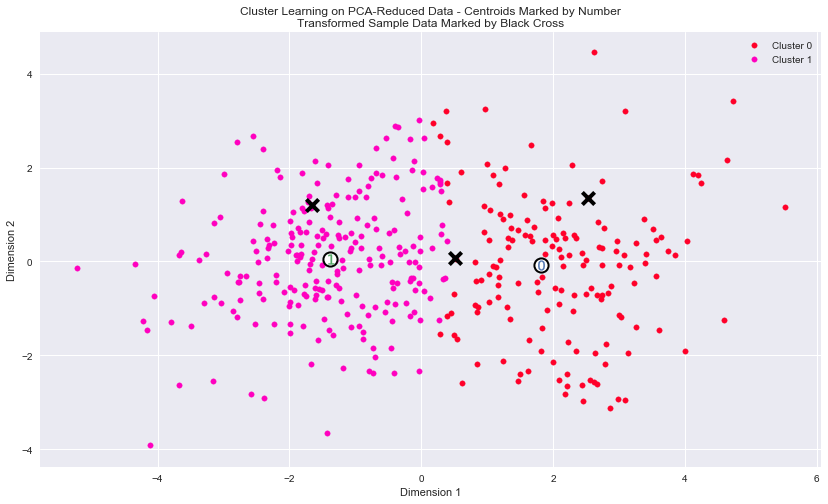 Cluster Learning on PCA-Reduced Data - Centroids Marked by Number
Transformed Sample Data Marked by Black Cross
Cluster 0
Cluster 1
4
2
0
−2
−4
Dimension 2
1
0
−4
−2
0
2
4
6
Dimension 1